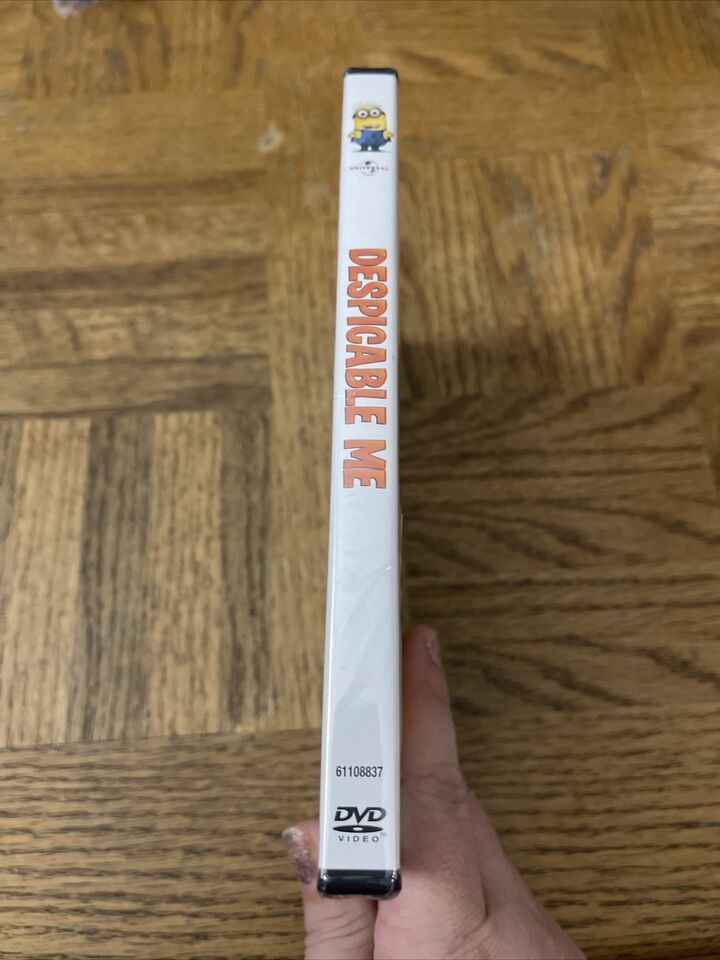 UNIVERSAL
DESPICABLE ME
61108837
DVD
VIDEO